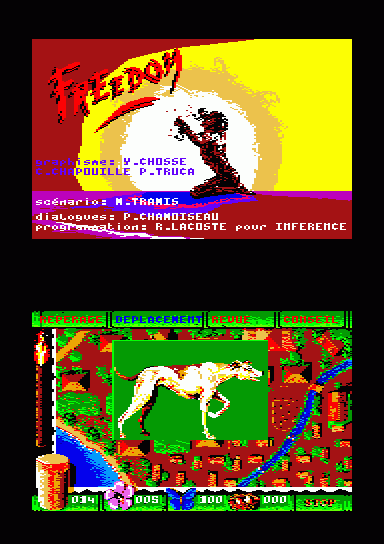 FREEDOM
graphisme: Y.CHOSSE
C.CHAPOUILLE P.TRUCA
scénario: M.TRAMIS
dialogues: P.CHAMOISEAU
programmation: R.LACOSTE pour INFERENCE
REPERAGE DEPLACEMENT REVUE CONSEIL
014 005 100 000